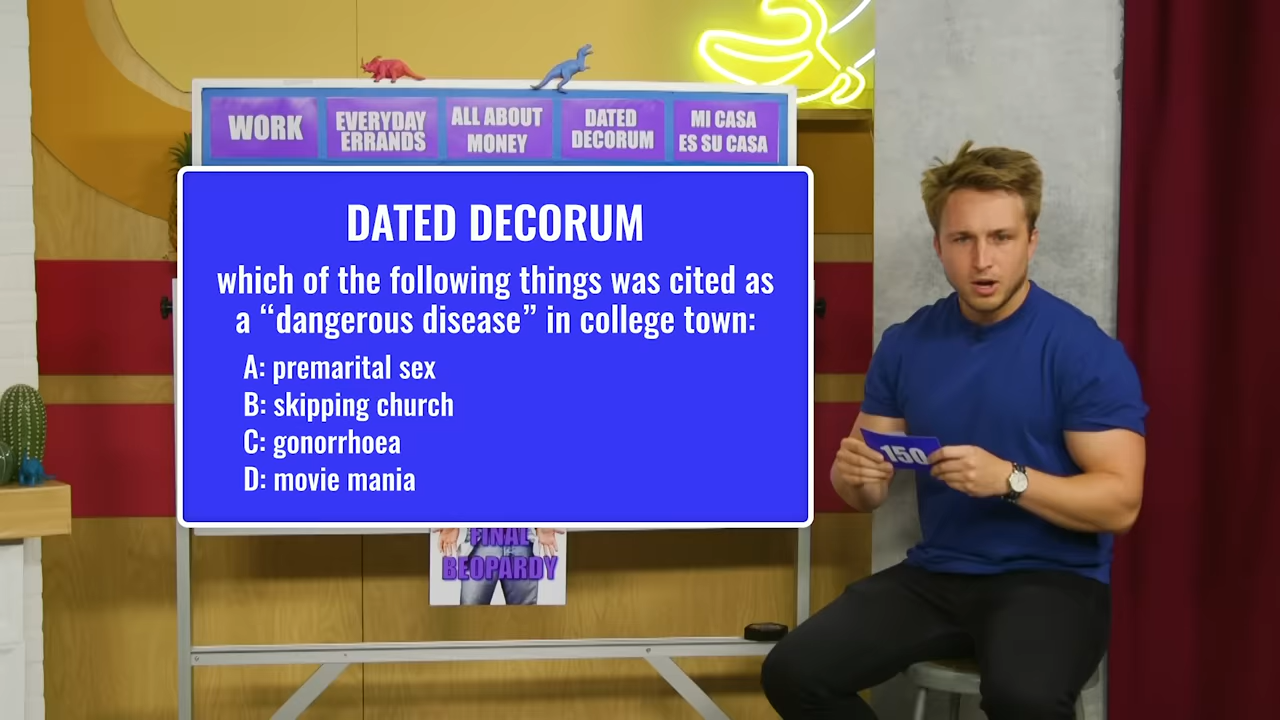 WORK
EVERYDAY
ERRANDS
ALL ABOUT
MONEY
DATED
DECORUM
MI CASA
ES SU CASA
DATED DECORUM
which of the following things was cited as
a “dangerous disease” in college town:
A: premarital sex
B: skipping church
C: gonorrhoea
D: movie mania
150
FINAL
BEOPARDY